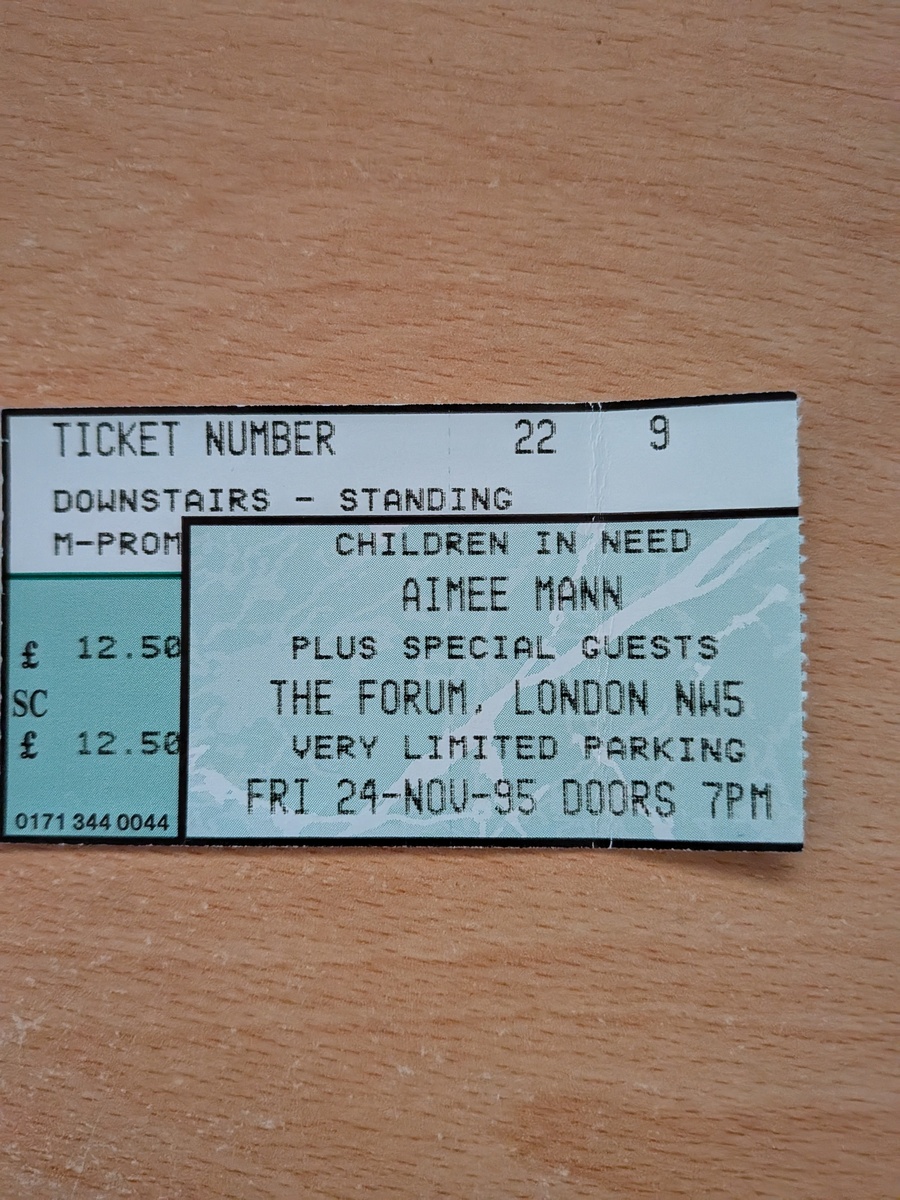 TICKET NUMBER 22 9
DOWNSTAIRS - STANDING
M-PROM
£ 12.50
SC
£ 12.50
0171 344 0044
CHILDREN IN NEED
AIMEE MANN
PLUS SPECIAL GUESTS
THE FORUM, LONDON NW5
VERY LIMITED PARKING
FRI 24-NOV-95 DOORS 7PM